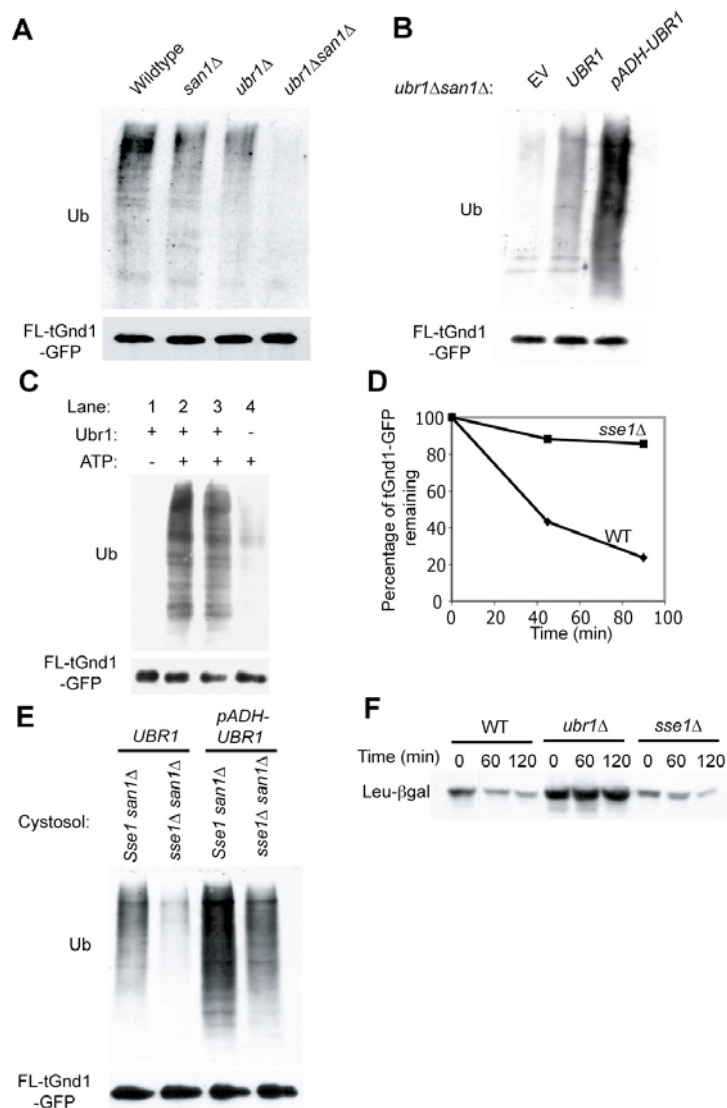 A
Wildtype
san1Δ
ubr1Δ
ubr1Δsan1Δ
Ub
FL-tGnd1
-GFP
B
ubr1Δsan1Δ:
EV
UBR1
pADH-UBR1
Ub
FL-tGnd1
-GFP
C
Lane: 1 2 3 4
Ubr1: + + + -
ATP: - + + +
Ub
FL-tGnd1
-GFP
D
Percentage of tGnd1-GFP
remaining
100
80
60
40
20
0
sse1Δ
WT
0 20 40 60 80 100
Time (min)
E
UBR1
pADH-
UBR1
Cystosol:
Sse1 san1Δ
sse1Δ san1Δ
Sse1 san1Δ
sse1Δ san1Δ
Ub
FL-tGnd1
-GFP
F
WT ubr1Δ sse1Δ
Time (min) 0 60 120 0 60 120 0 60 120
Leu-βgal